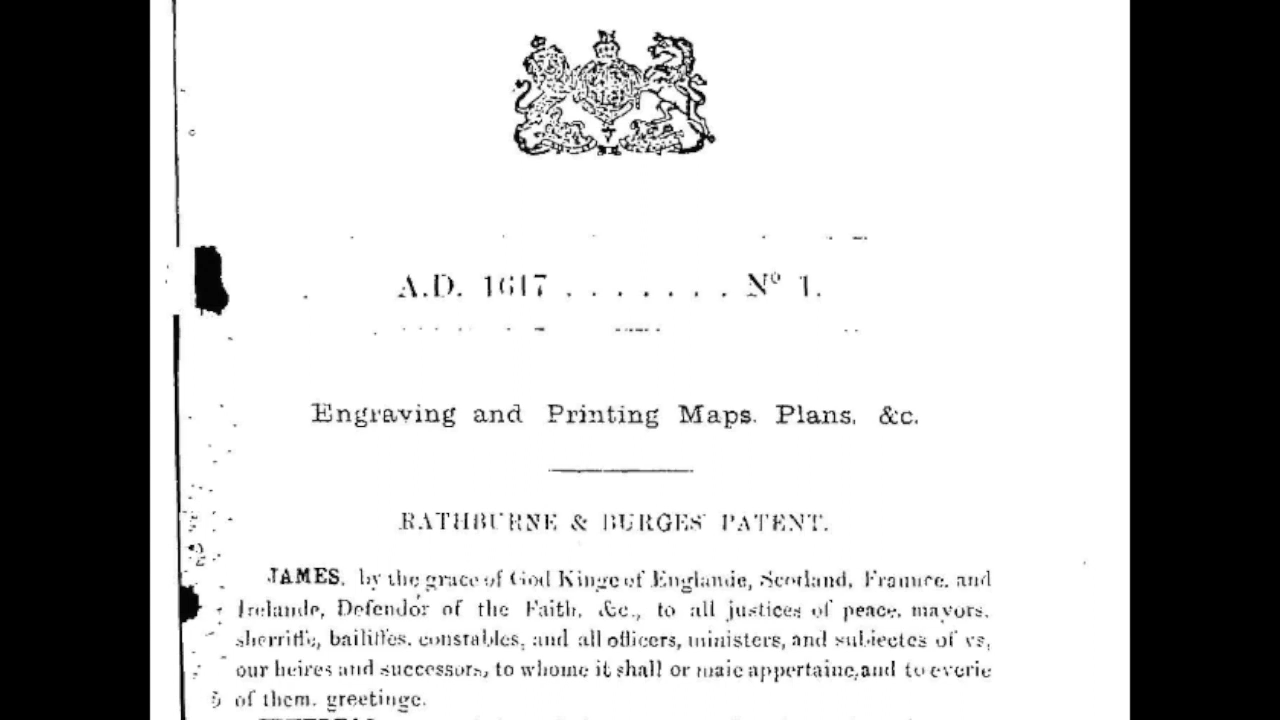 A.D. 1617 . . . . . . . Nº 1.
Engraving and Printing Maps, Plans, &c.
RATHBURNE & BURGES' PATENT.
JAMES, by the grace of God Kinge of Englande, Scotland, Fraunce, and
Irelande, Defendor of the Faith, &c., to all justices of peace, mayors,
sherriffs, bailiffes, constables, and all officers, ministers, and subiectes of vs,
our heires and successors, to whome it shall or maie appertaine, and to everie
5 of them, greetinge.